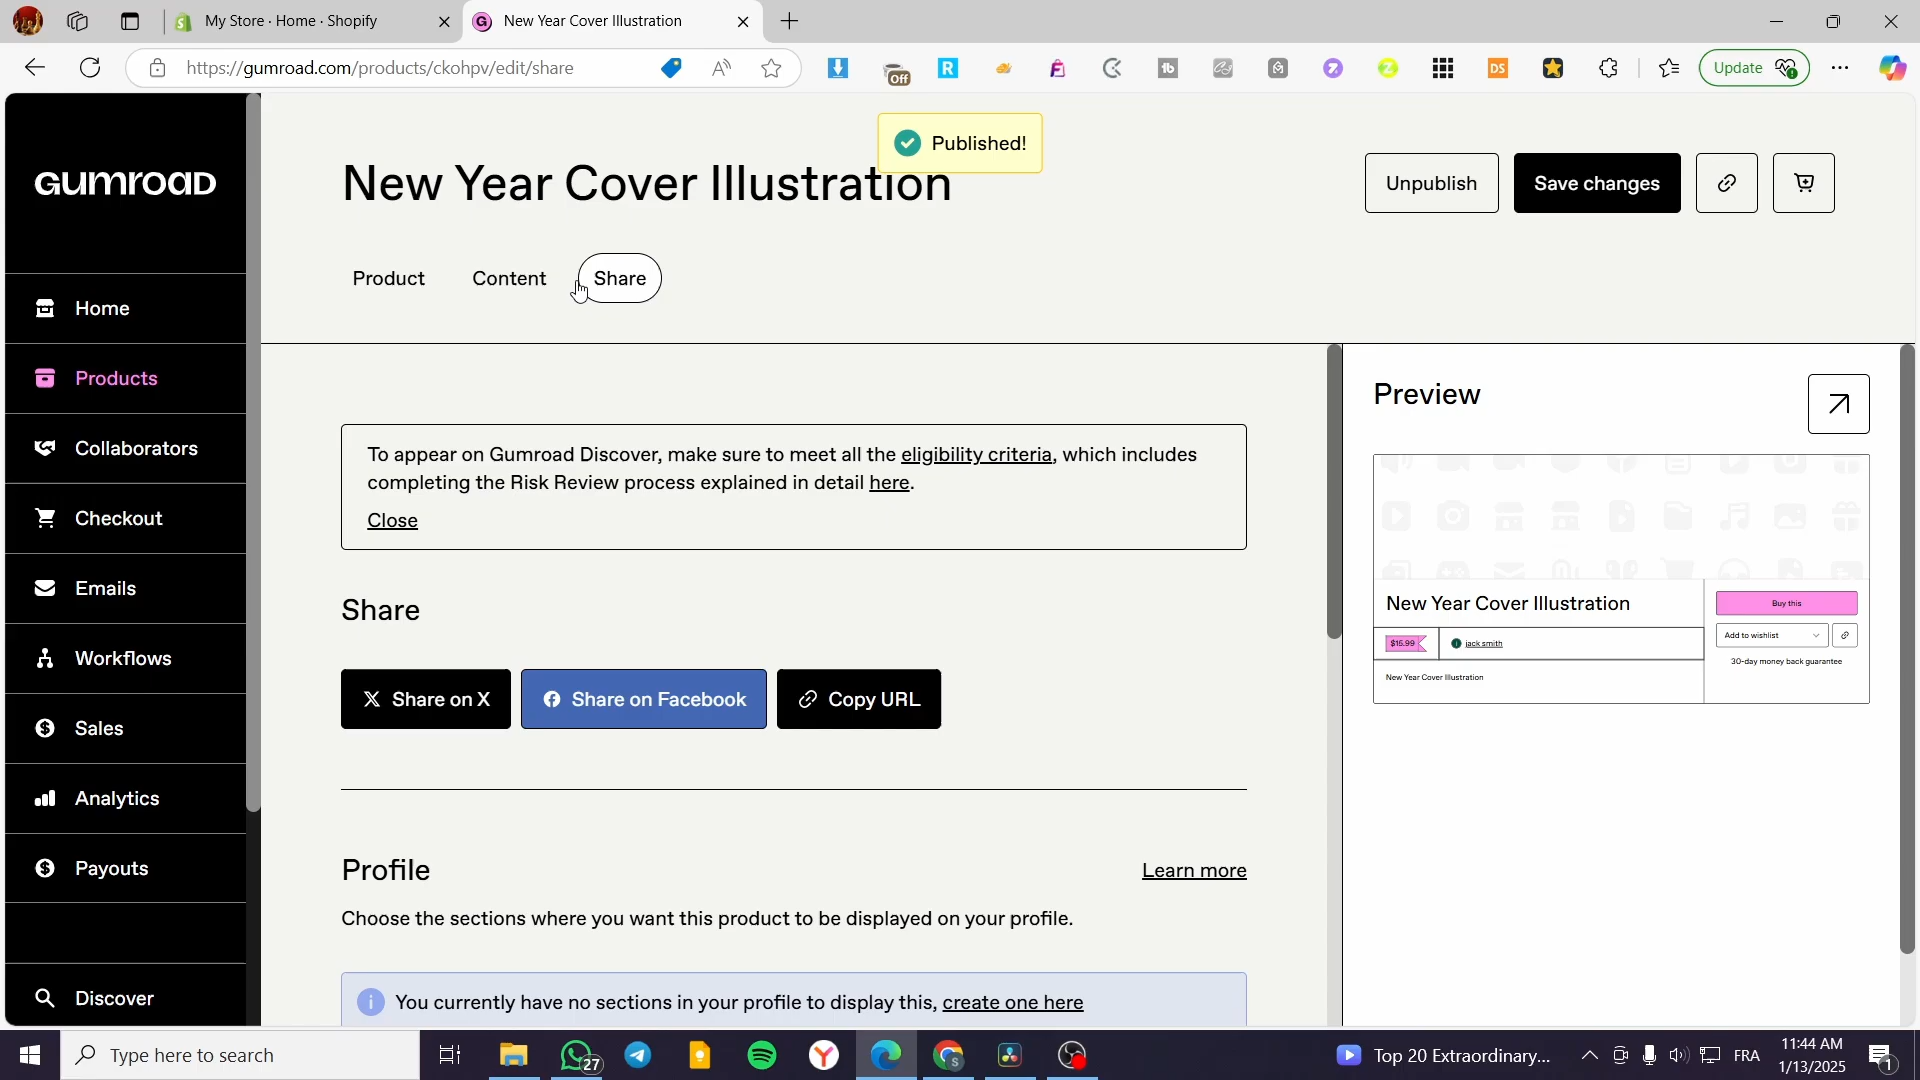 My Store · Home · Shopify
New Year Cover Illustration
https://gumroad.com/products/ckohpv/edit/share
Off
R
tb
DS
Update
GUMROAD
Published!
New Year Cover Illustration
Unpublish
Save changes
Product
Content
Share
Home
Products
Collaborators
Checkout
Emails
Workflows
Sales
Analytics
Payouts
Discover
To appear on Gumroad Discover, make sure to meet all the eligibility criteria, which includes
completing the Risk Review process explained in detail here.
Close
Share
Share on X
Share on Facebook
Copy URL
Profile
Learn more
Choose the sections where you want this product to be displayed on your profile.
You currently have no sections in your profile to display this, create one here
Preview
New Year Cover Illustration
$15.99
jack smith
New Year Cover Illustration
Buy this
Add to wishlist
30-day money back guarantee
Type here to search
27
Top 20 Extraordinary...
FRA
11:44 AM
1/13/2025
1